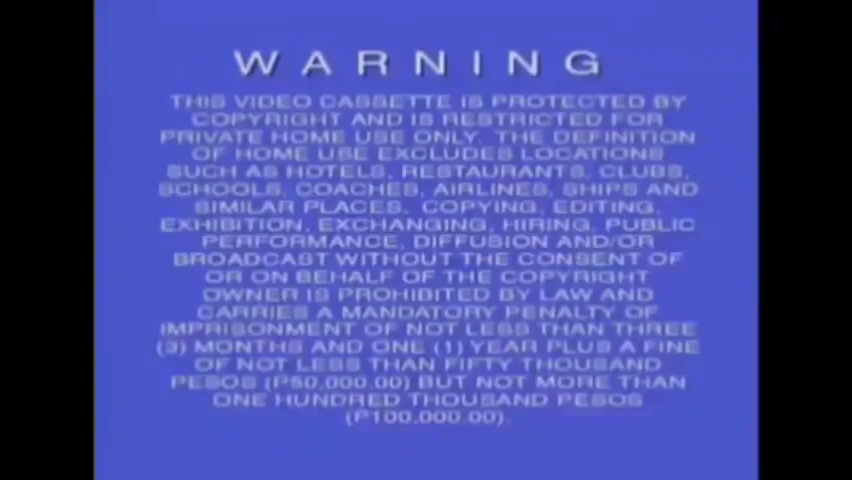 WARNING
THIS VIDEO CASSETTE IS PROTECTED BY
COPYRIGHT AND IS RESTRICTED FOR
PRIVATE HOME USE ONLY. THE DEFINITION
OF HOME USE EXCLUDES LOCATIONS
SUCH AS HOTELS, RESTAURANTS, CLUBS,
SCHOOLS, COACHES, AIRLINES, SHIPS AND
SIMILAR PLACES. COPYING, EDITING,
EXHIBITION, EXCHANGING, HIRING, PUBLIC
PERFORMANCE, DIFFUSION AND/OR
BROADCAST WITHOUT THE CONSENT OF
OR ON BEHALF OF THE COPYRIGHT
OWNER IS PROHIBITED BY LAW AND
CARRIES A MANDATORY PENALTY OF
IMPRISONMENT OF NOT LESS THAN THREE
(3) MONTHS AND ONE (1) YEAR PLUS A FINE
OF NOT LESS THAN FIFTY THOUSAND
PESOS (P50,000.00) BUT NOT MORE THAN
ONE HUNDRED THOUSAND PESOS
(P100,000.00).